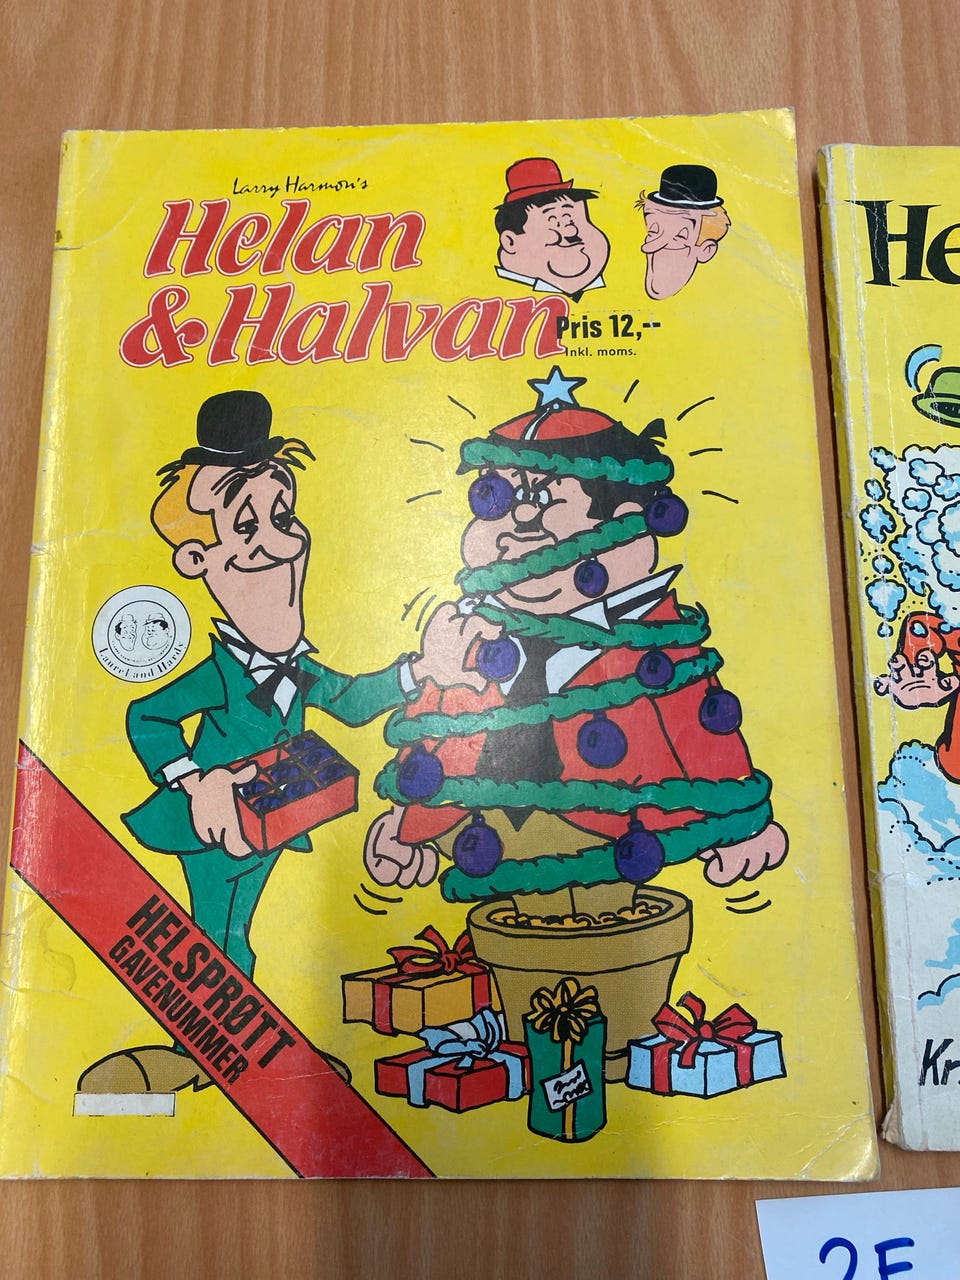 Larry Harmon's
Helan
& Halvan
Pris 12,--
Inkl. moms.
Laurel and Hardy
HELSPRØTT
GAVENUMMER
He
Kr.
2E